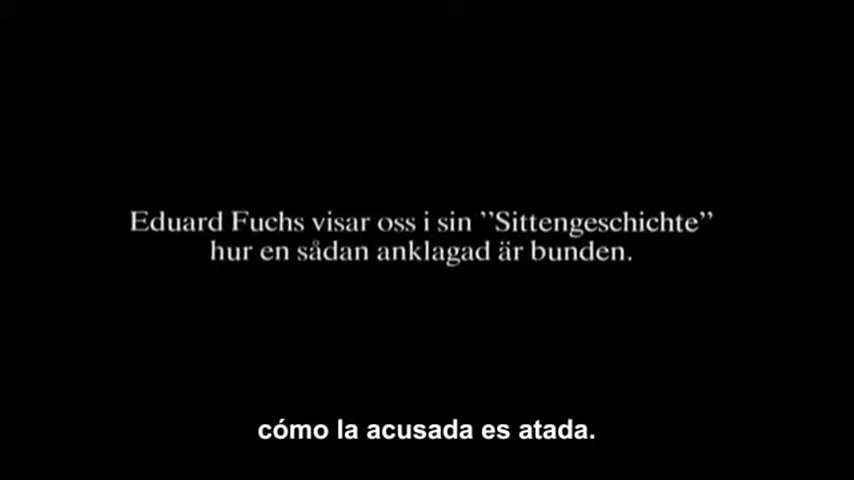 Eduard Fuchs visar oss i sin ”Sittengeschichte”
hur en sådan anklagad är bunden.
cómo la acusada es atada.